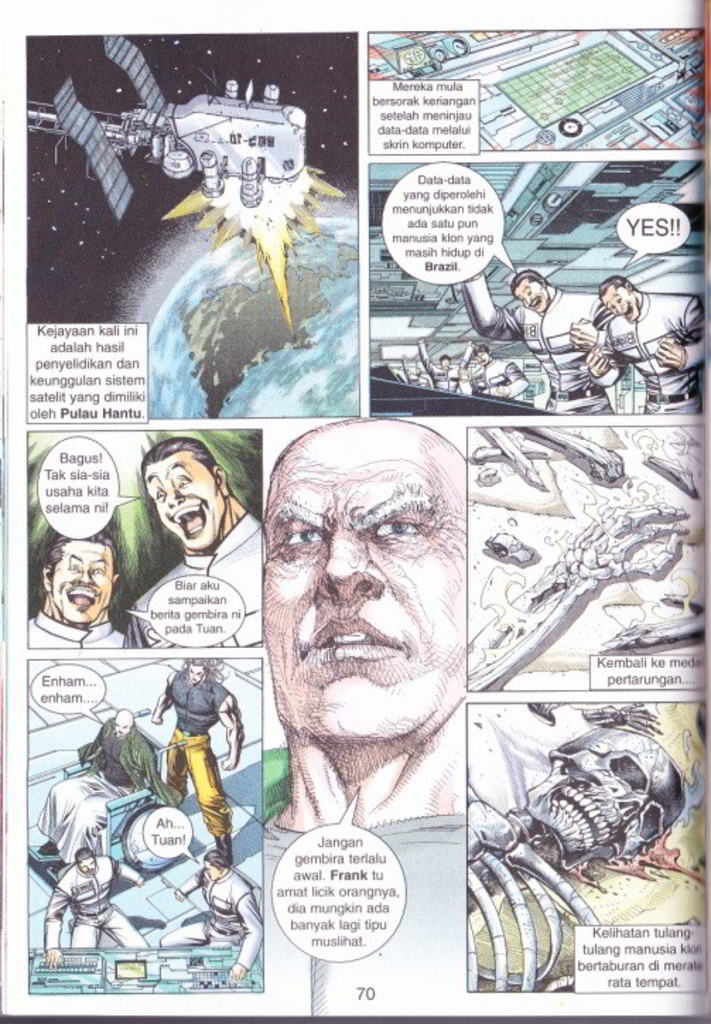 Kejayaan kali ini
adalah hasil
penyelidikan dan
keunggulan sistem
satelit yang dimiliki
oleh Pulau Hantu.
Mereka mula
bersorak keriangan
setelah meninjau
data-data melalui
skrin komputer.
Data-data
yang diperolehi
menunjukkan tidak
ada satu pun
manusia klon yang
masih hidup di
Brazil.
YES!!
Bagus!
Tak sia-sia
usaha kita
selama ni!
Biar aku
sampaikan
berita gembira ni
pada Tuan.
Enham...
enham....
Ah...
Tuan!
Jangan
gembira terlalu
awal. Frank tu
amat licik orangnya,
dia mungkin ada
banyak lagi tipu
muslihat.
Kembali ke meda
pertarungan....
Kelihatan tulang-
tulang manusia klon
bertaburan di merata
rata tempat.
70